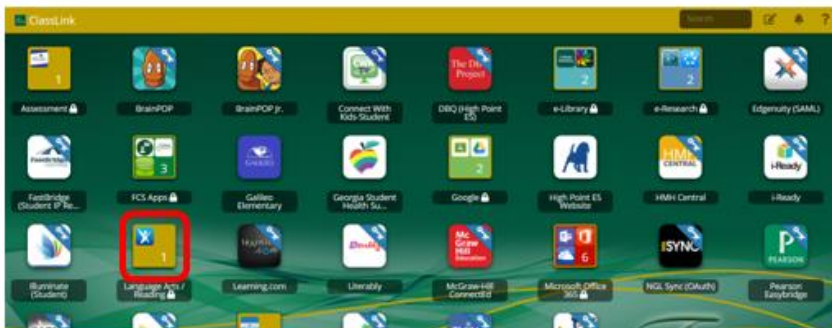 ClassLink
Search
?
1
2
2
Assessment
BrainPOP
BrainPOP Jr.
Connect With
Kids-Student
The DBQ
Project
DBQ (High Point
ES)
e-Library
e-Research
Edgenuity (SAML)
3
2
HMH
CENTRAL
i-Ready
FastBridge
(Student IP Re...
FCS Apps
Galileo
Elementary
Georgia Student
Health Su...
Google
High Point ES
Website
HMH Central
i-Ready
1
Mc
Graw
Hill
Education
6
SYNC
PEARSON
Illuminate
(Student)
Language Arts /
Reading
Learning.com
Literably
McGraw-Hill
ConnectEd
Microsoft Office
365
NGL Sync (OAuth)
Pearson
Easybridge